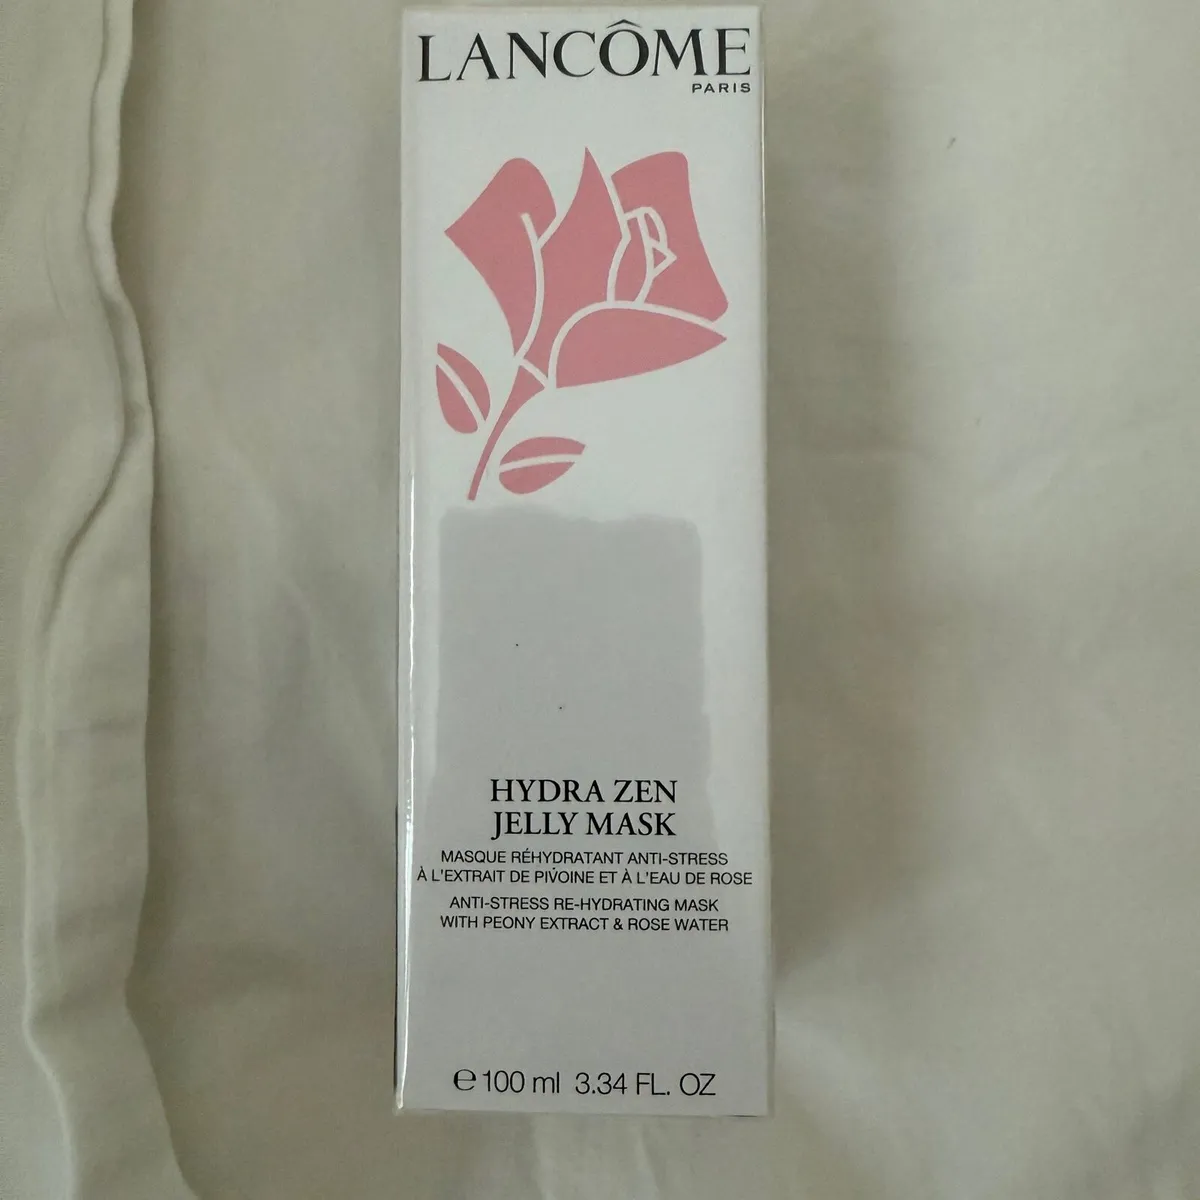 LANCÔME
PARIS
HYDRA ZEN
JELLY MASK
MASQUE RÉHYDRATANT ANTI-STRESS
À L'EXTRAIT DE PIVOINE ET À L'EAU DE ROSE
ANTI-STRESS RE-HYDRATING MASK
WITH PEONY EXTRACT & ROSE WATER
℮ 100 ml 3.34 FL. OZ